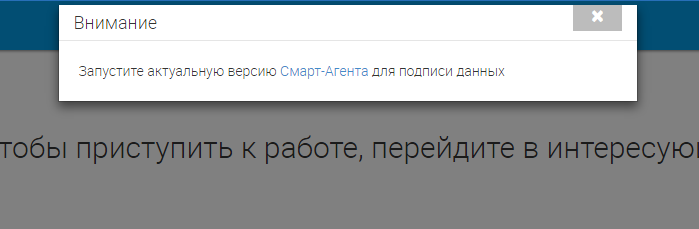 Внимание
Запустите актуальную версию Смарт-Агента для подписи данных
тобы приступить к работе, перейдите в интересую